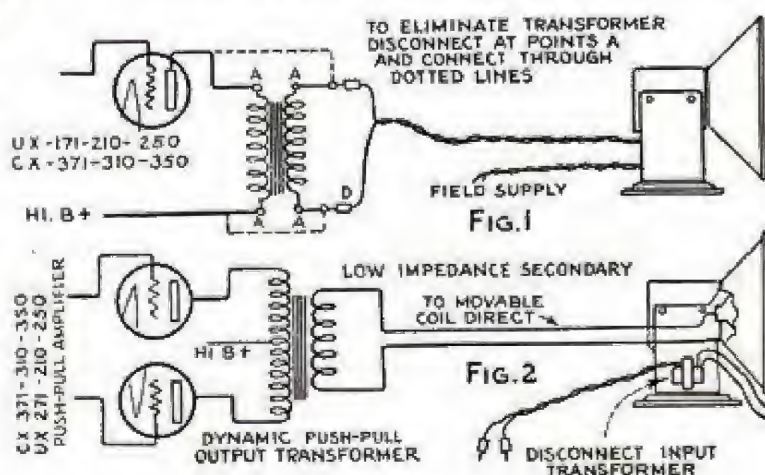 TO ELIMINATE TRANSFORMER
DISCONNECT AT POINTS A
AND CONNECT THROUGH
DOTTED LINES
A A
UX-171-210-250
CX-371-310-350
D
HI. B+
A A
FIELD SUPPLY
FIG.1
CX 371-310-350
UX 271-210-250
PUSH-PULL AMPLIFIER
LOW IMPEDANCE SECONDARY
TO MOVABLE
COIL DIRECT
HI B+
FIG.2
DYNAMIC PUSH-PULL
OUTPUT TRANSFORMER
DISCONNECT INPUT
TRANSFORMER